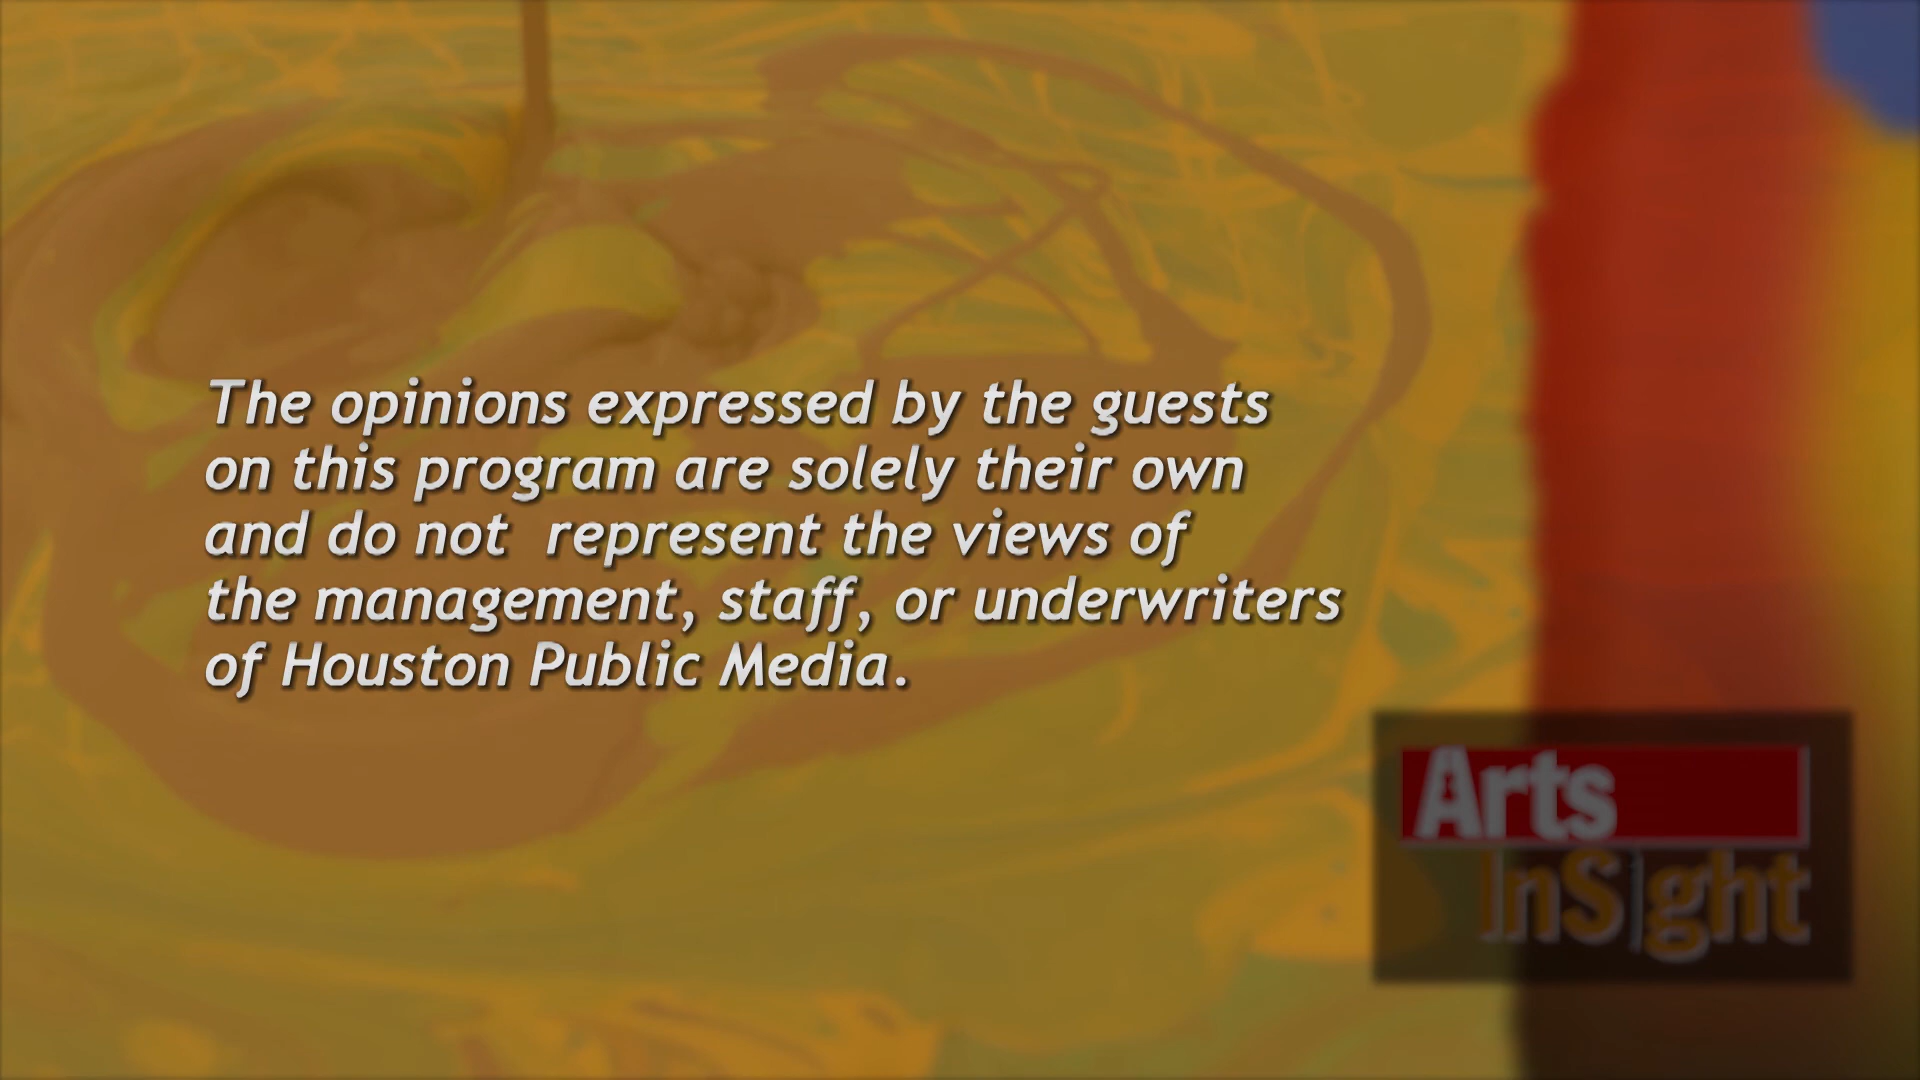 The opinions expressed by the guests
on this program are solely their own
and do not  represent the views of
the management, staff, or underwriters
of Houston Public Media.
Arts
InSight